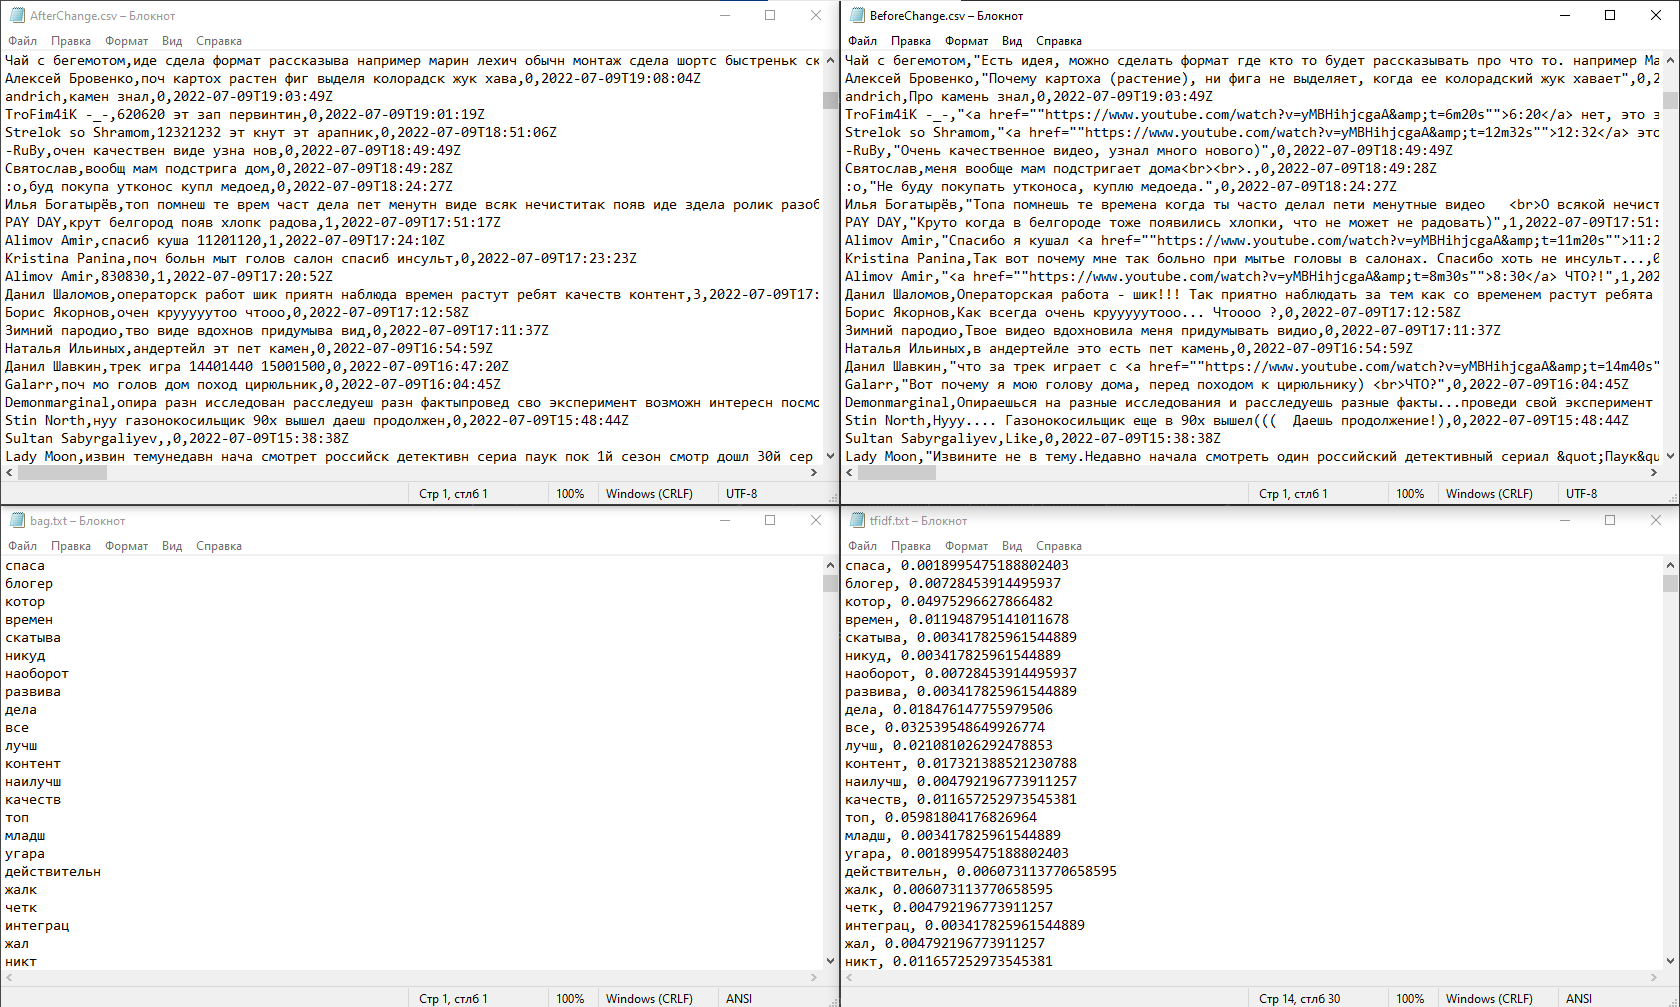 AfterChange.csv – Блокнот
Файл Правка Формат Вид Справка
Чай с бегемотом,иде сдела формат рассказыва например марин лехич обычн монтаж сдела шортс быстреньк ск
Алексей Бровенко,поч картох растен фиг выделя колорадск жук хава,0,2022-07-09T19:08:04Z
andrich,камен знал,0,2022-07-09T19:03:49Z
TroFim4iK -_-,620620 эт зап первинтин,0,2022-07-09T19:01:19Z
Strelok so Shramom,12321232 эт кнут эт арапник,0,2022-07-09T18:51:06Z
-RuBy,очен качествен виде узна нов,0,2022-07-09T18:49:49Z
Святослав,вообщ мам подстрига дом,0,2022-07-09T18:49:28Z
:o,буд покупа утконос купл медоед,0,2022-07-09T18:24:27Z
Илья Богатырёв,топ помнеш те врем част дела пет менутн виде всяк нечиститак появ иде здела ролик разоб
PAY DAY,крут белгород появ хлопк радова,1,2022-07-09T17:51:17Z
Alimov Amir,спасиб куша 11201120,1,2022-07-09T17:24:10Z
Kristina Panina,поч больн мыт голов салон спасиб инсульт,0,2022-07-09T17:23:23Z
Alimov Amir,830830,1,2022-07-09T17:20:52Z
Данил Шаломов,операторск работ шик приятн наблюда времен растут ребят качеств контент,3,2022-07-09T17:
Борис Якорнов,очен крууууутоо чтооо,0,2022-07-09T17:12:58Z
Зимний пародио,тво виде вдохнов придумыва вид,0,2022-07-09T17:11:37Z
Наталья Ильиных,андертейл эт пет камен,0,2022-07-09T16:54:59Z
Данил Шавкин,трек игра 14401440 15001500,0,2022-07-09T16:47:20Z
Galarr,поч мо голов дом поход цирюльник,0,2022-07-09T16:04:45Z
Demonmarginal,опира разн исследован расследуеш разн фактыпровед сво эксперимент возможн интересн посмо
Stin North,нуу газонокосильщик 90х вышел даеш продолжен,0,2022-07-09T15:48:44Z
Sultan Sabyrgaliyev,,0,2022-07-09T15:38:38Z
Lady Moon,извин темунедавн нача смотрет российск детективн сериа паук пок 1й сезон смотр дошл 30й сер
Стр 1, стлб 1 100% Windows (CRLF) UTF-8
BeforeChange.csv – Блокнот
Файл Правка Формат Вид Справка
Чай с бегемотом,"Есть идея, можно сделать формат где кто то будет рассказывать про что то. например Ма
Алексей Бровенко,"Почему картоха (растение), ни фига не выделяет, когда ее колорадский жук хавает",0,2
andrich,Про камень знал,0,2022-07-09T19:03:49Z
TroFim4iK -_-,"<a href=""https://www.youtube.com/watch?v=yMBHihjcgaA&amp;t=6m20s"">6:20</a> нет, это з
Strelok so Shramom,"<a href=""https://www.youtube.com/watch?v=yMBHihjcgaA&amp;t=12m32s"">12:32</a> это
-RuBy,"Очень качественное видео, узнал много нового)",0,2022-07-09T18:49:49Z
Святослав,меня вообще мам подстригает дома<br><br>.,0,2022-07-09T18:49:28Z
:o,"Не буду покупать утконоса, куплю медоеда.",0,2022-07-09T18:24:27Z
Илья Богатырёв,"Топа помнешь те времена когда ты часто делал пети менутные видео   <br>О всякой нечист
PAY DAY,"Круто когда в белгороде тоже появились хлопки, что не может не радовать)",1,2022-07-09T17:51:
Alimov Amir,"Спасибо я кушал <a href=""https://www.youtube.com/watch?v=yMBHihjcgaA&amp;t=11m20s"">11:2
Kristina Panina,Так вот почему мне так больно при мытье головы в салонах. Спасибо хоть не инсульт...,0
Alimov Amir,"<a href=""https://www.youtube.com/watch?v=yMBHihjcgaA&amp;t=8m30s"">8:30</a> ЧТО?!",1,202
Данил Шаломов,Операторская работа - шик!!! Так приятно наблюдать за тем как со временем растут ребята
Борис Якорнов,Как всегда очень крууууутооо... Чтоооо ?,0,2022-07-09T17:12:58Z
Зимний пародио,Твое видео вдохновила меня придумывать видио,0,2022-07-09T17:11:37Z
Наталья Ильиных,в андертейле это есть пет камень,0,2022-07-09T16:54:59Z
Данил Шавкин,"что за трек играет с <a href=""https://www.youtube.com/watch?v=yMBHihjcgaA&amp;t=14m40s"
Galarr,"Вот почему я мою голову дома, перед походом к цирюльнику) <br>ЧТО?",0,2022-07-09T16:04:45Z
Demonmarginal,Опираешься на разные исследования и расследуешь разные факты...проведи свой эксперимент
Stin North,Нууу.... Газонокосильщик еще в 90х вышел(((  Даешь продолжение!),0,2022-07-09T15:48:44Z
Sultan Sabyrgaliyev,Like,0,2022-07-09T15:38:38Z
Lady Moon,"Извините не в тему.Недавно начала смотреть один российский детективный сериал &quot;Паук&qu
Стр 1, стлб 1 100% Windows (CRLF) UTF-8
bag.txt – Блокнот
Файл Правка Формат Вид Справка
спаса
блогер
котор
времен
скатыва
никуд
наоборот
развива
дела
все
лучш
контент
наилучш
качеств
топ
младш
угара
действительн
жалк
четк
интеграц
жал
никт
Стр 1, стлб 1 100% Windows (CRLF) ANSI
tfidf.txt – Блокнот
Файл Правка Формат Вид Справка
спаса, 0.0018995475188802403
блогер, 0.00728453914495937
котор, 0.04975296627866482
времен, 0.011948795141011678
скатыва, 0.003417825961544889
никуд, 0.003417825961544889
наоборот, 0.00728453914495937
развива, 0.003417825961544889
дела, 0.018476147755979506
все, 0.032539548649926774
лучш, 0.021081026292478853
контент, 0.017321388521230788
наилучш, 0.004792196773911257
качеств, 0.011657252973545381
топ, 0.05981804176826964
младш, 0.003417825961544889
угара, 0.0018995475188802403
действительн, 0.006073113770658595
жалк, 0.006073113770658595
четк, 0.004792196773911257
интеграц, 0.003417825961544889
жал, 0.004792196773911257
никт, 0.011657252973545381
Стр 14, стлб 30 100% Windows (CRLF) ANSI